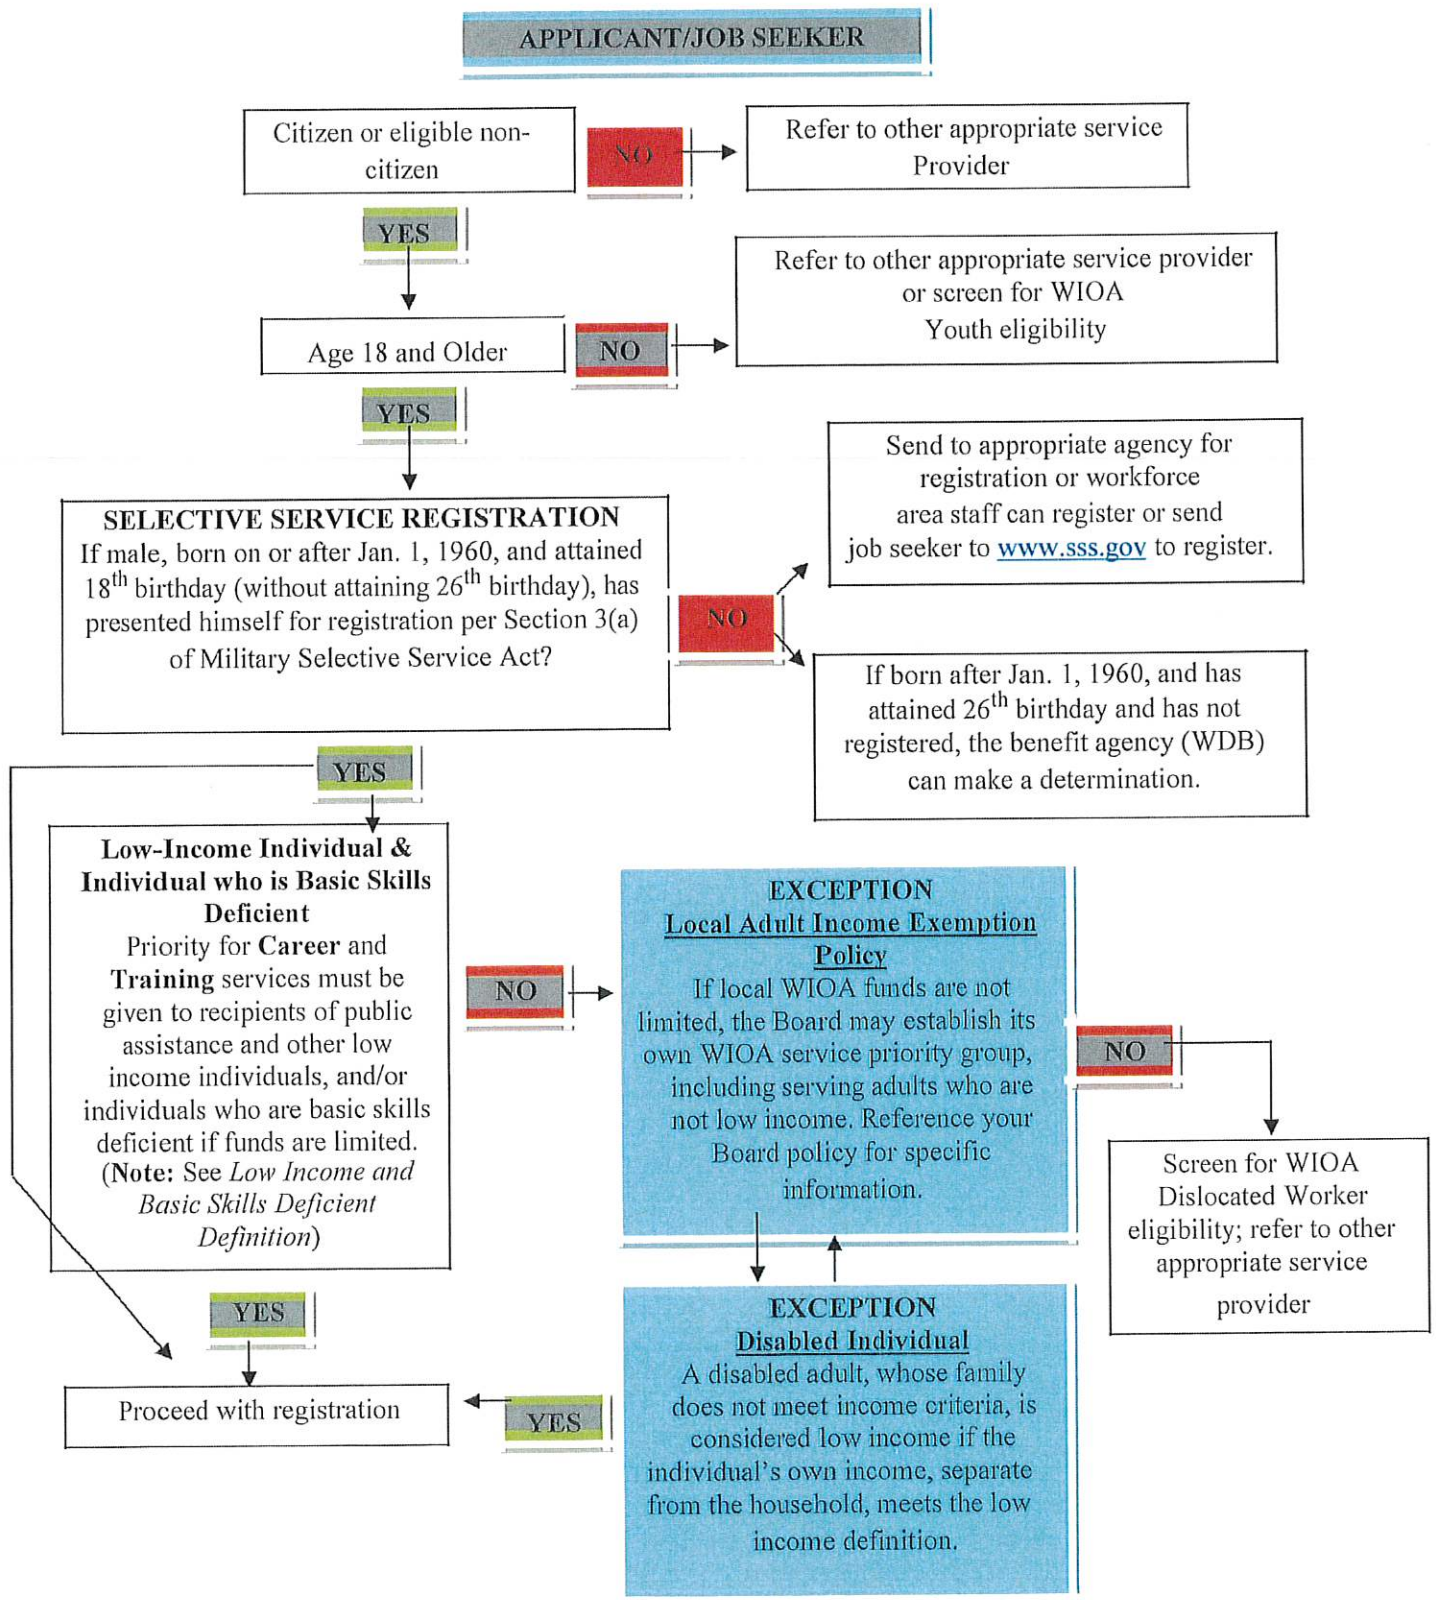 APPLICANT/JOB SEEKER
Citizen or eligible non-
citizen
NO
Refer to other appropriate service
Provider
YES
Refer to other appropriate service provider
or screen for WIOA
Youth eligibility
Age 18 and Older
NO
YES
Send to appropriate agency for
registration or workforce
area staff can register or send
job seeker to www.sss.gov to register.
SELECTIVE SERVICE REGISTRATION
If male, born on or after Jan. 1, 1960, and attained
18th birthday (without attaining 26th birthday), has
presented himself for registration per Section 3(a)
of Military Selective Service Act?
NO
If born after Jan. 1, 1960, and has
attained 26th birthday and has not
registered, the benefit agency (WDB)
can make a determination.
YES
Low-Income Individual &
Individual who is Basic Skills
Deficient
Priority for Career and
Training services must be
given to recipients of public
assistance and other low
income individuals, and/or
individuals who are basic skills
deficient if funds are limited.
(Note: See Low Income and
Basic Skills Deficient
Definition)
NO
EXCEPTION
Local Adult Income Exemption
Policy
If local WIOA funds are not
limited, the Board may establish its
own WIOA service priority group,
including serving adults who are
not low income. Reference your
Board policy for specific
information.
NO
Screen for WIOA
Dislocated Worker
eligibility; refer to other
appropriate service
provider
YES
Proceed with registration
YES
EXCEPTION
Disabled Individual
A disabled adult, whose family
does not meet income criteria, is
considered low income if the
individual's own income, separate
from the household, meets the low
income definition.